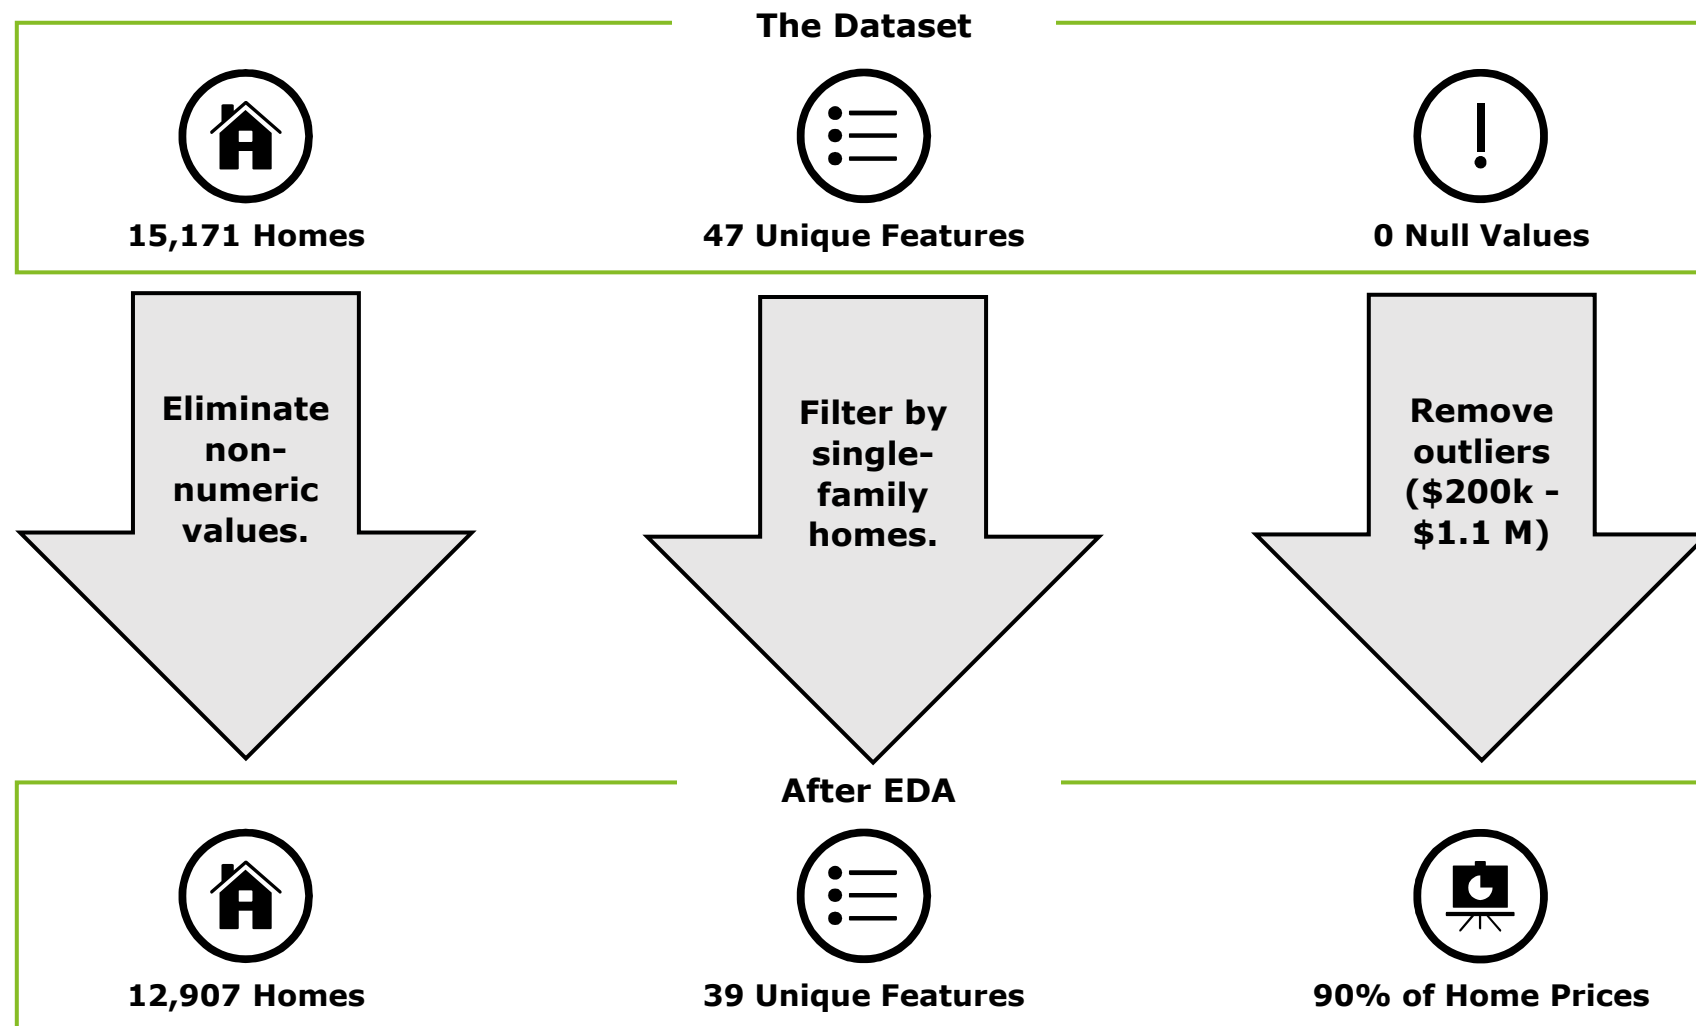 The Dataset
15,171 Homes
47 Unique Features
0 Null Values
Eliminate
non-
numeric
values.
Filter by
single-
family
homes.
Remove
outliers
($200k -
$1.1 M)
After EDA
12,907 Homes
39 Unique Features
90% of Home Prices